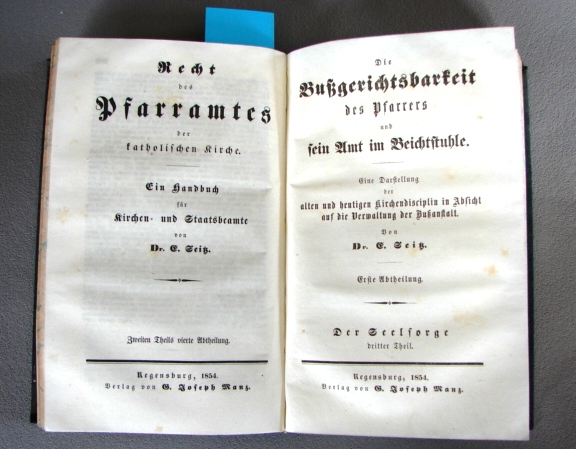 Recht
des
Pfarramtes
der
katholischen Kirche.
Ein Handbuch
für
Kirchen- und Staatsbeamte
von
Dr. C. Seitz.
Zweiten Theils vierte Abtheilung.
Regensburg, 1854.
Verlag von G. Joseph Manz.
Die
Bußgerichtsbarkeit
des Pfarrers
und
sein Amt im Beichtstuhle.
Eine Darstellung
der
alten und heutigen Kirchendisciplin in Absicht
auf die Verwaltung der Bußanstalt.
Von
Dr. C. Seitz.
Erste Abtheilung.
Der Seelsorge
dritter Theil.
Regensburg, 1854.
Verlag von G. Joseph Manz.